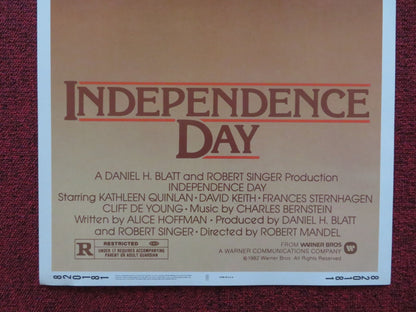 INDEPENDENCE
DAY
A DANIEL H. BLATT and ROBERT SINGER Production
INDEPENDENCE DAY
Starring KATHLEEN QUINLAN · DAVID KEITH · FRANCES STERNHAGEN
CLIFF DE YOUNG · Music by CHARLES BERNSTEIN
Written by ALICE HOFFMAN · Produced by DANIEL H. BLATT
and ROBERT SINGER · Directed by ROBERT MANDEL
R RESTRICTED
UNDER 17 REQUIRES ACCOMPANYING
PARENT OR ADULT GUARDIAN
FROM WARNER BROS
A WARNER COMMUNICATIONS COMPANY
©1982 Warner Bros. All Rights Reserved
820181